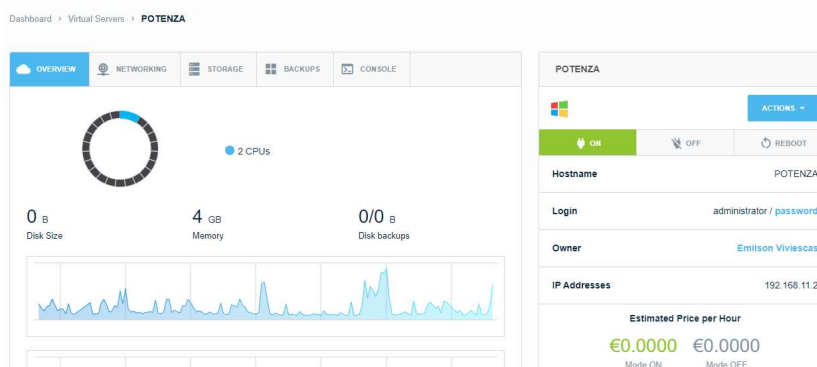 Dashboard > Virtual Servers > POTENZA
OVERVIEW NETWORKING STORAGE BACKUPS CONSOLE
2 CPUs
0 B 4 GB 0/0 B
Disk Size Memory Disk backups
POTENZA
ACTIONS
ON OFF REBOOT
Hostname POTENZA
Login administrator / password
Owner Emilson Viviescas
IP Addresses 192.168.11.2
Estimated Price per Hour
€0.0000 €0.0000
Mode ON Mode OFF